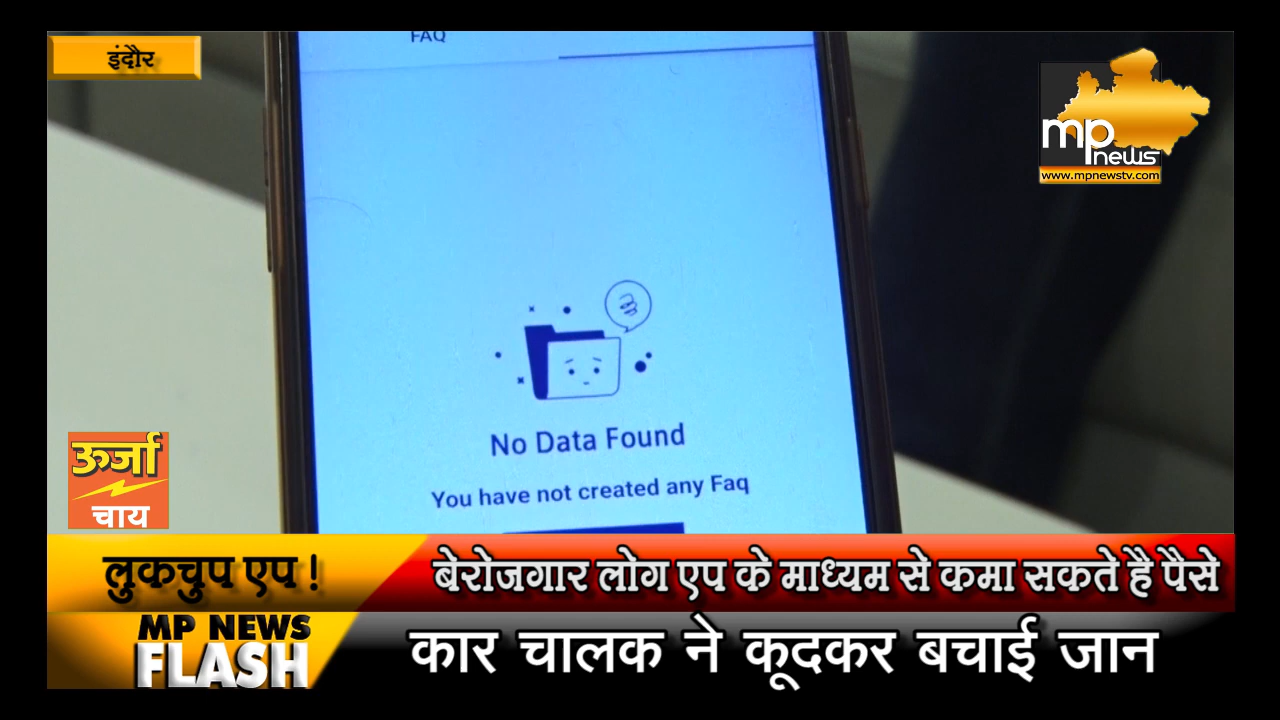 इंदौर
FAQ
mp
news
www.mpnewstv.com
No Data Found
You have not created any Faq
ऊर्जा
चाय
लुकचुप एप !
बेरोजगार लोग एप के माध्यम से कमा सकते है पैसे
MP NEWS
FLASH
कार चालक ने कूदकर बचाई जान